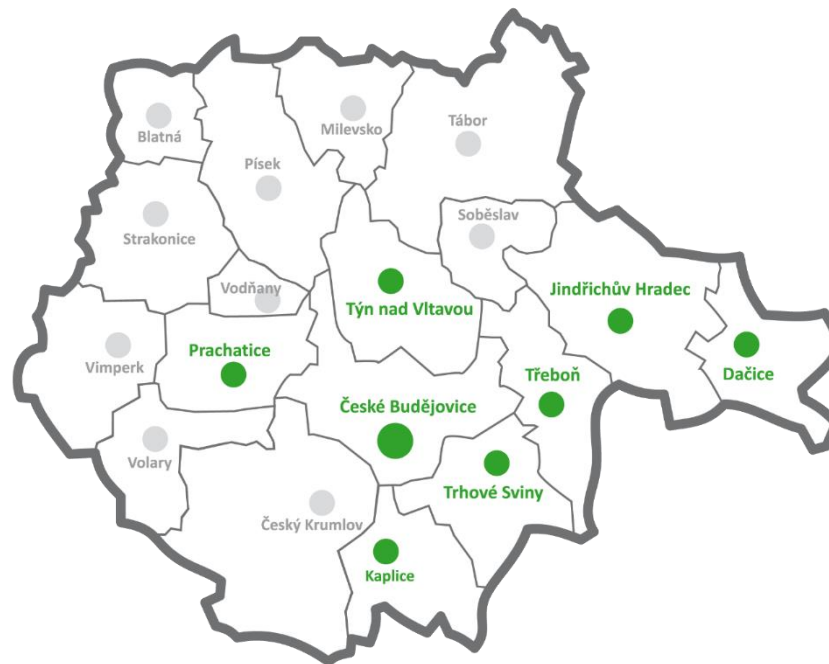 Blatná
Milevsko
Tábor
Písek
Soběslav
Strakonice
Vodňany
Týn nad Vltavou
Jindřichův Hradec
Prachatice
Vimperk
Třeboň
Dačice
České Budějovice
Volary
Trhové Sviny
Český Krumlov
Kaplice